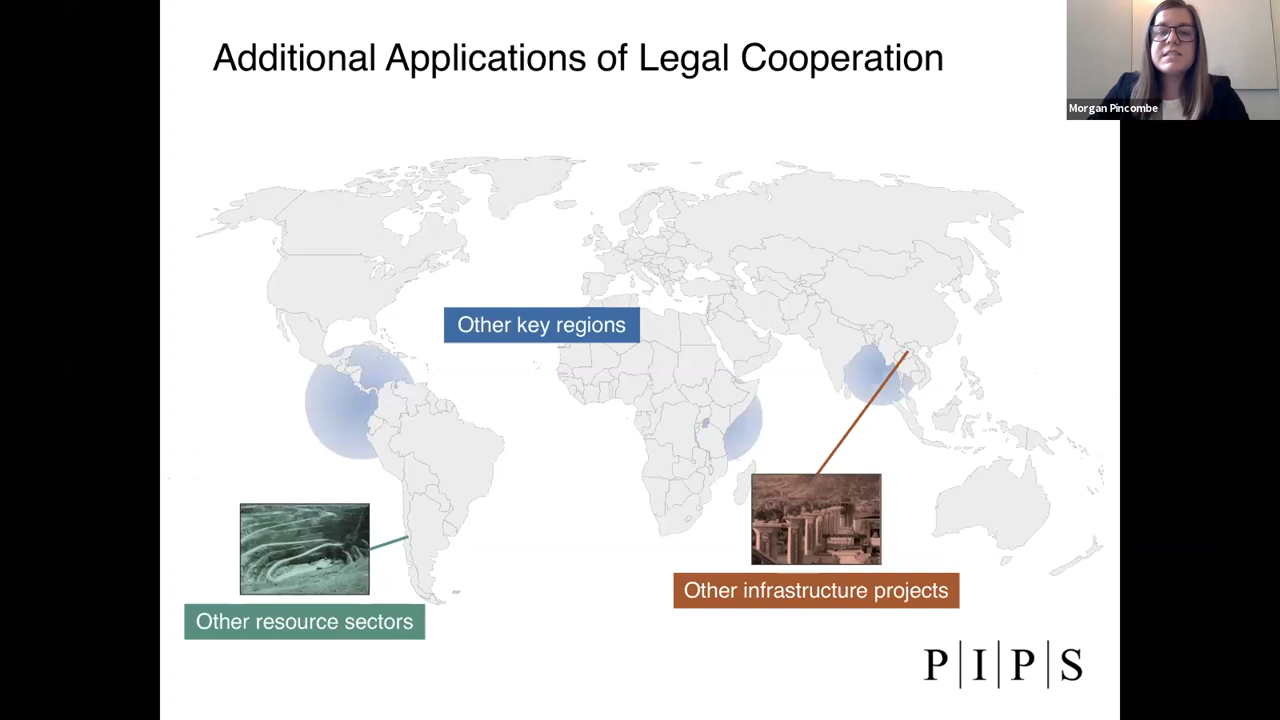 Additional Applications of Legal Cooperation
Morgan Pincombe
Other key regions
Other infrastructure projects
Other resource sectors
P|I|P|S